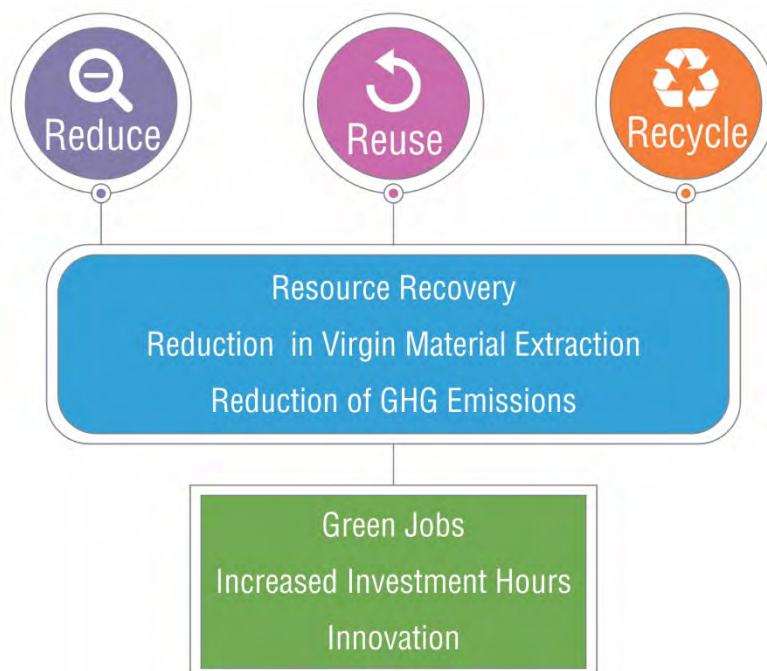 Reduce
Reuse
Recycle
Resource Recovery
Reduction in Virgin Material Extraction
Reduction of GHG Emissions
Green Jobs
Increased Investment Hours
Innovation